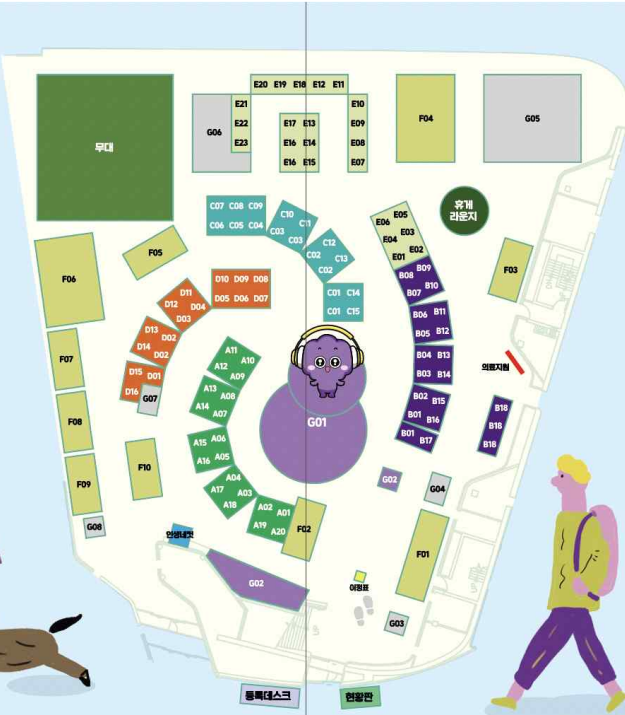 E20 E19 E18 E12 E11
E21
E22
E23
G06
E17 E13
E16 E14
E16 E15
E10
E09
E08
E07
F04
G05
무대
C07 C08 C09
C06 C05 C04
C10
C11
C03
C03
C12
C13
C02
C02
C01 C14
C01 C15
E05
E06
E03
E04
E02
E01
휴게
라운지
F05
F06
F03
B09
B08
B10
B07
D10 D09 D08
D05 D06 D07
D11
D12
D04
D03
B06 B11
B05 B12
D13
D02
D14
D02
F07
A11
A10
A12
A09
B04 B13
B03 B14
의료지원
D15 D01
D16
G07
A13
A08
A14
A07
G01
B02 B15
B01 B16
B01 B17
B18
B18
B18
F08
A15 A06
A16 A05
F10
F09
A04
A17 A03
A18
G02
G04
G08
A02 A01
A19 A20
F02
인생네컷
F01
G02
이정표
G03
등록데스크
현황판